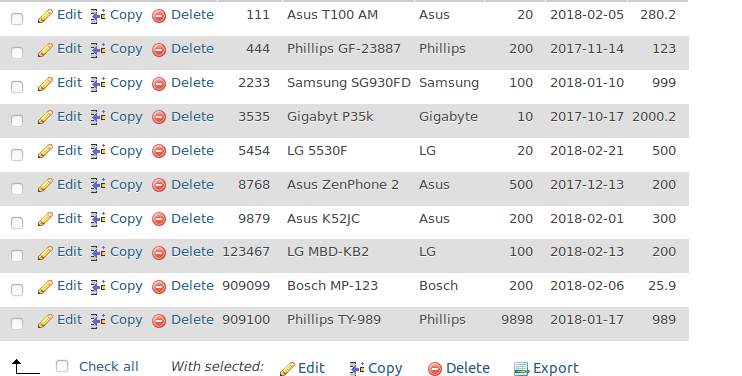 Edit Copy Delete 111 Asus T100 AM Asus 20 2018-02-05 280.2
Edit Copy Delete 444 Phillips GF-23887 Phillips 200 2017-11-14 123
Edit Copy Delete 2233 Samsung SG930FD Samsung 100 2018-01-10 999
Edit Copy Delete 3535 Gigabyt P35k Gigabyte 10 2017-10-17 2000.2
Edit Copy Delete 5454 LG 5530F LG 20 2018-02-21 500
Edit Copy Delete 8768 Asus ZenPhone 2 Asus 500 2017-12-13 200
Edit Copy Delete 9879 Asus K52JC Asus 200 2018-02-01 300
Edit Copy Delete 123467 LG MBD-KB2 LG 100 2018-02-13 200
Edit Copy Delete 909099 Bosch MP-123 Bosch 200 2018-02-06 25.9
Edit Copy Delete 909100 Phillips TY-989 Phillips 9898 2018-01-17 989
Check all With selected: Edit Copy Delete Export